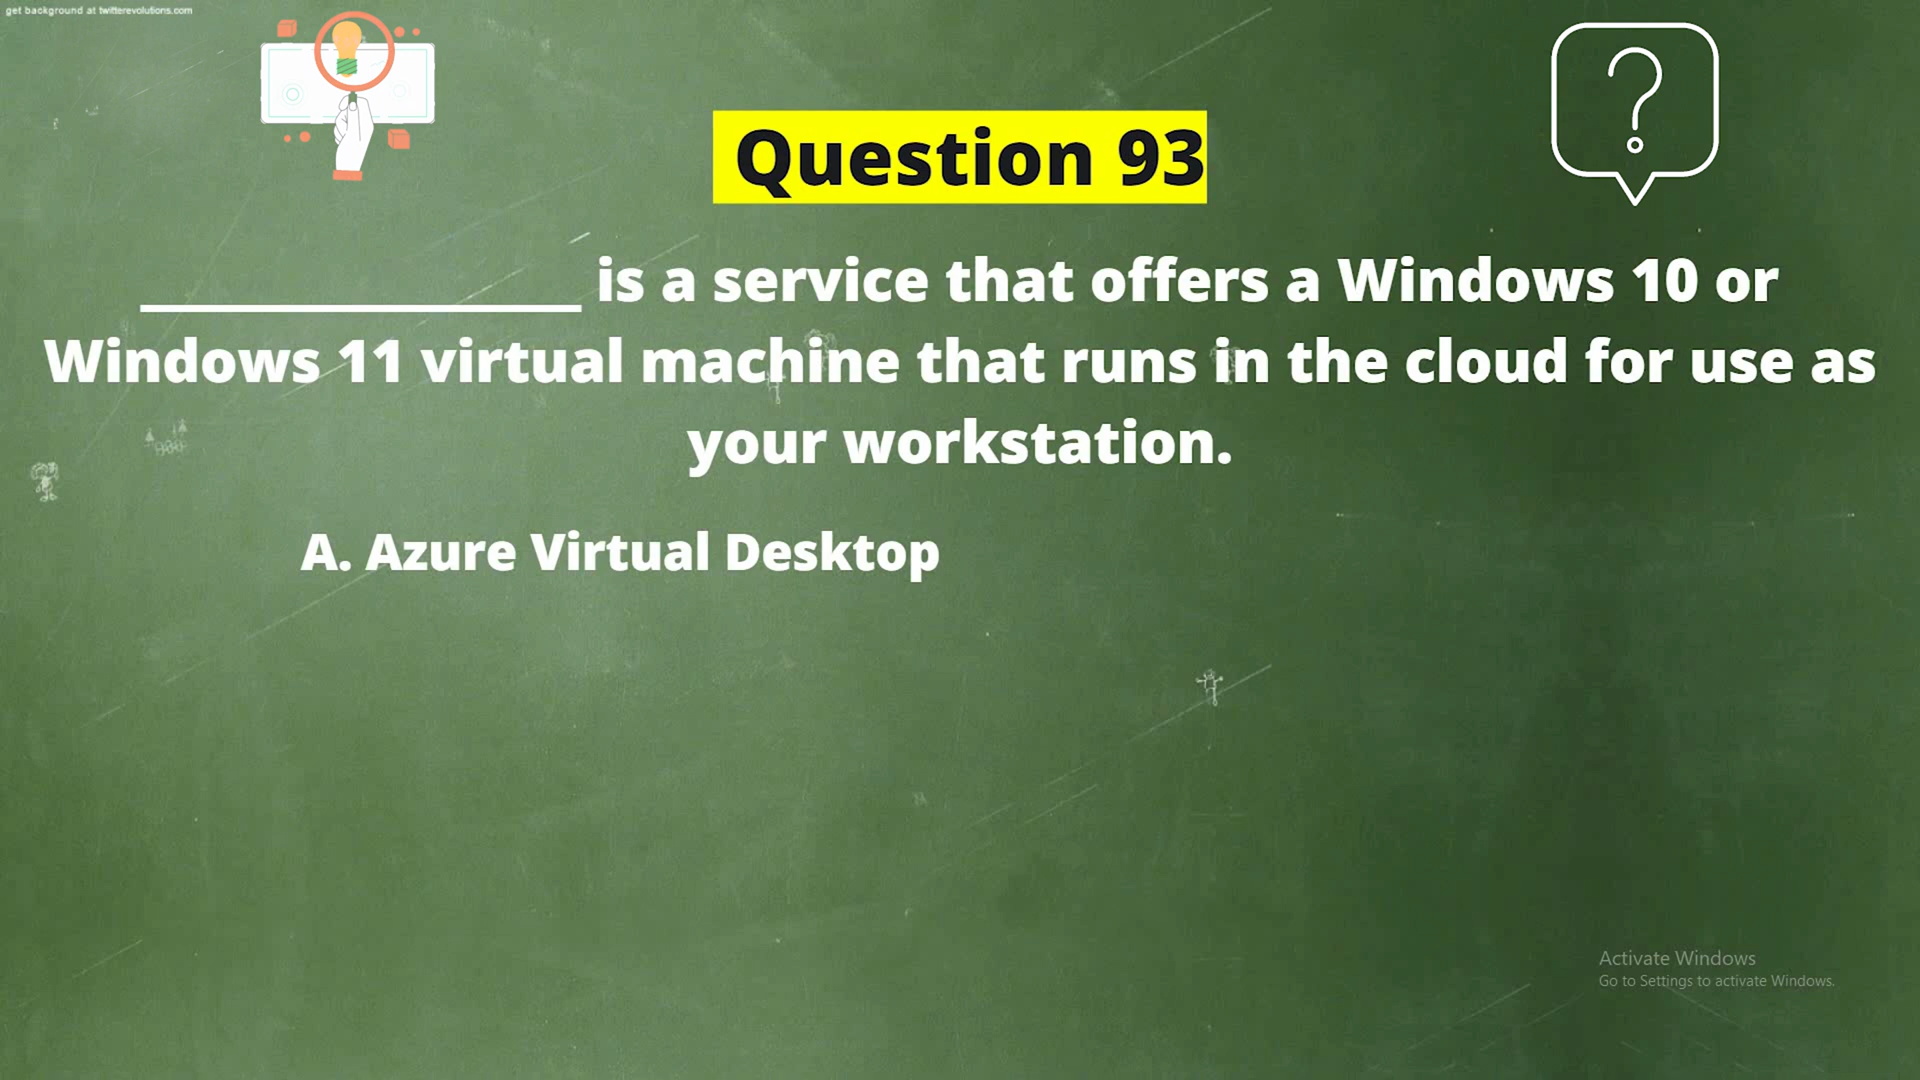 get background at twitterevolutions.com
Question 93
_______________ is a service that offers a Windows 10 or
Windows 11 virtual machine that runs in the cloud for use as
your workstation.
A. Azure Virtual Desktop
Activate Windows
Go to Settings to activate Windows.